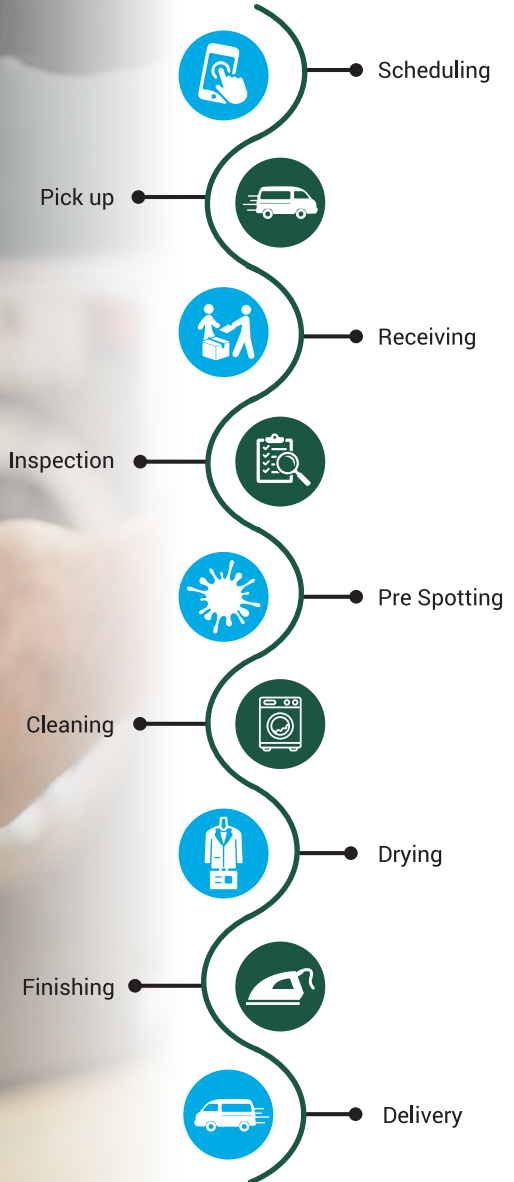 Scheduling
Pick up
Receiving
Inspection
Pre Spotting
Cleaning
Drying
Finishing
Delivery